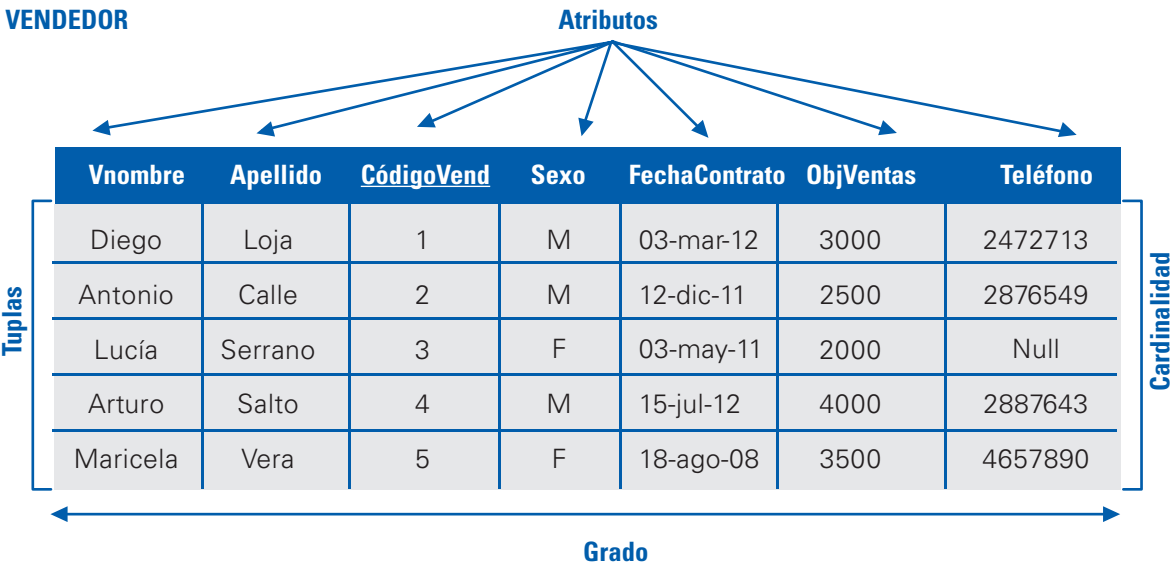 VENDEDOR Atributos
Vnombre Apellido CódigoVend Sexo FechaContrato ObjVentas Teléfono
Diego Loja 1 M 03-mar-12 3000 2472713
Antonio Calle 2 M 12-dic-11 2500 2876549
Lucía Serrano 3 F 03-may-11 2000 Null
Arturo Salto 4 M 15-jul-12 4000 2887643
Maricela Vera 5 F 18-ago-08 3500 4657890
Tuplas
Cardinalidad
Grado